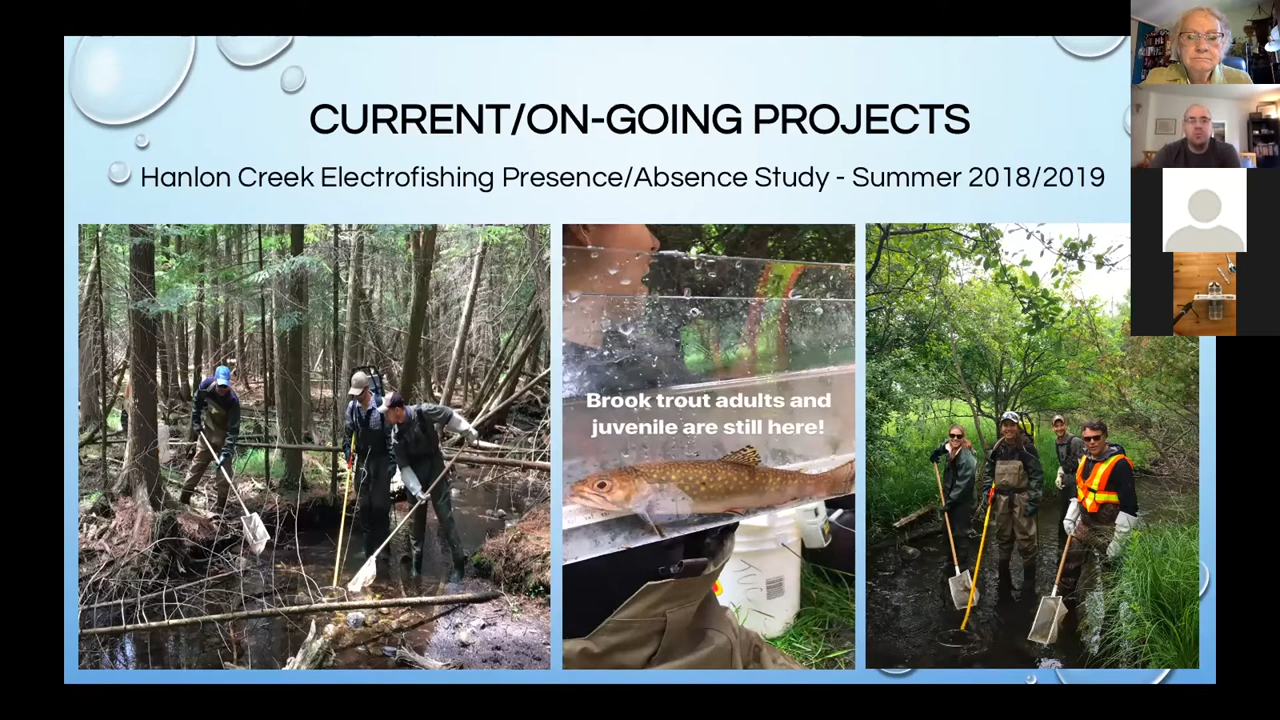 CURRENT/ON-GOING PROJECTS
Hanlon Creek Electrofishing Presence/Absence Study - Summer 2018/2019
Brook trout adults and
juvenile are still here!